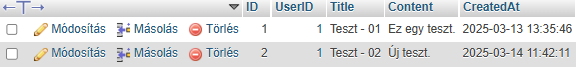 ←T→ ID UserID Title Content CreatedAt
Módosítás Másolás Törlés 1 1 Teszt - 01 Ez egy teszt. 2025-03-13 13:35:46
Módosítás Másolás Törlés 2 1 Teszt - 02 Új teszt. 2025-03-14 11:42:11